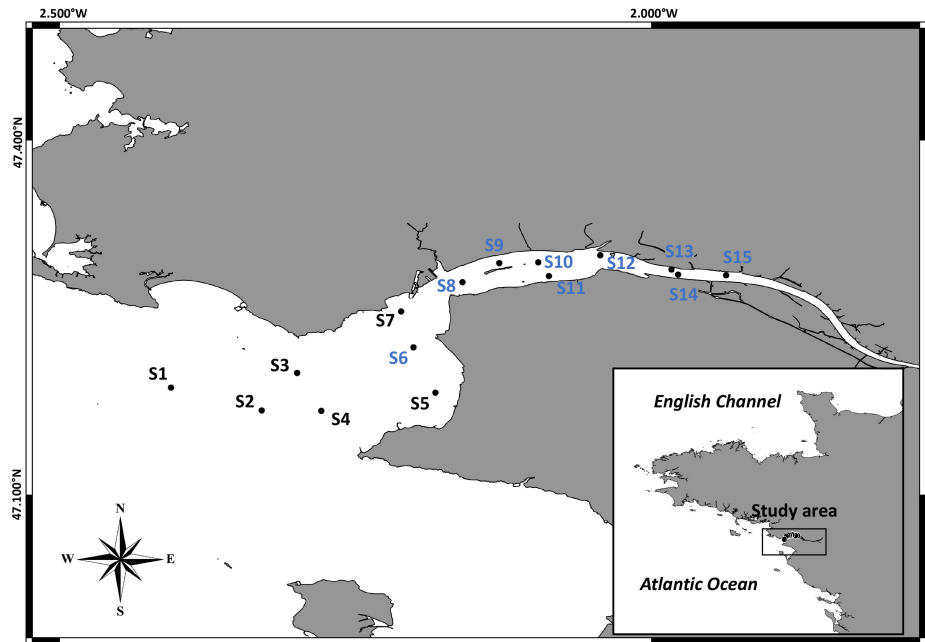 2.500°W
2.000°W
47.400°N
S13
S9
S15
S10
S12
S8
S11
S14
S7
S6
S3
S1
S5
S2
S4
English Channel
47.100°N
Study area
N
W
E
S
Atlantic Ocean